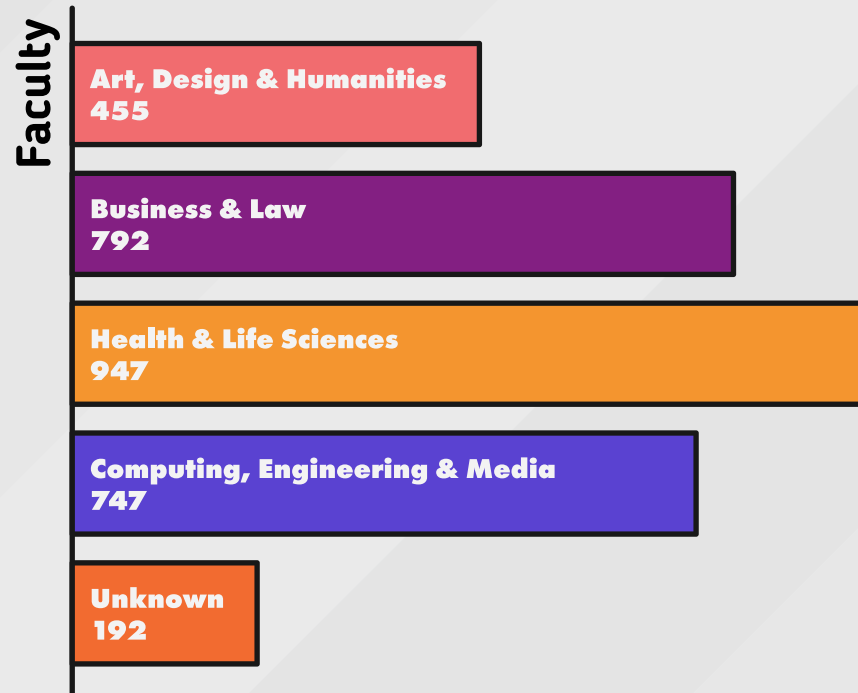 Faculty
Art, Design & Humanities
455
Business & Law
792
Health & Life Sciences
947
Computing, Engineering & Media
747
Unknown
192